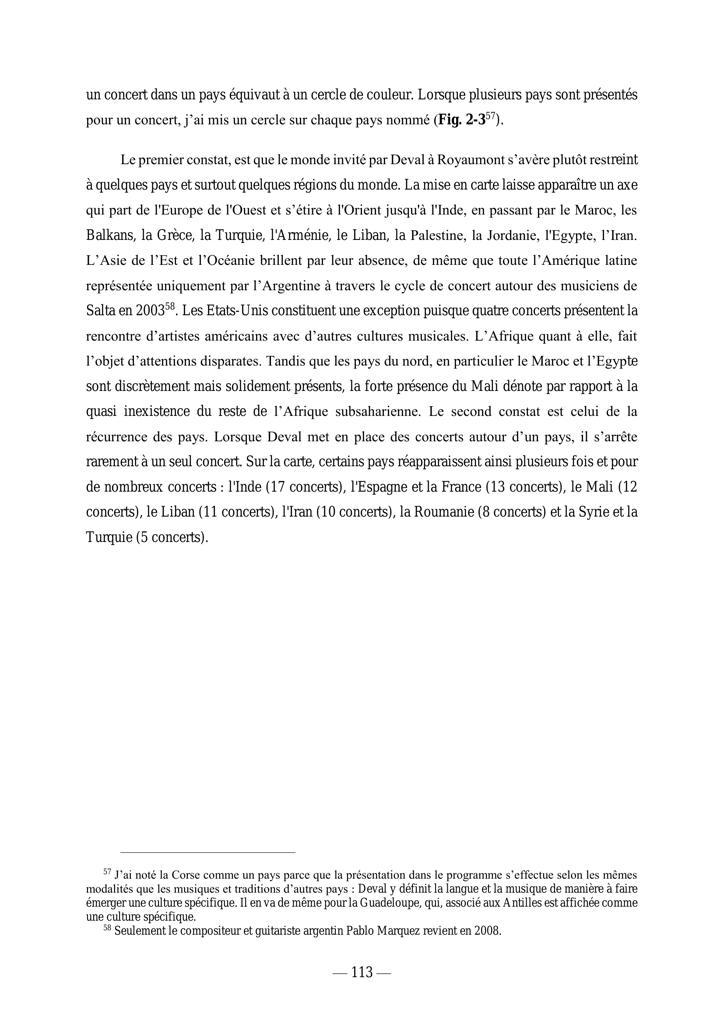 un concert dans un pays équivaut à un cercle de couleur. Lorsque plusieurs pays sont présentés
pour un concert, j’ai mis un cercle sur chaque pays nommé (Fig. 2-3⁵⁷).
Le premier constat, est que le monde invité par Deval à Royaumont s’avère plutôt restreint
à quelques pays et surtout quelques régions du monde. La mise en carte laisse apparaître un axe
qui part de l'Europe de l'Ouest et s’étire à l'Orient jusqu'à l'Inde, en passant par le Maroc, les
Balkans, la Grèce, la Turquie, l'Arménie, le Liban, la Palestine, la Jordanie, l'Egypte, l’Iran.
L’Asie de l’Est et l’Océanie brillent par leur absence, de même que toute l’Amérique latine
représentée uniquement par l’Argentine à travers le cycle de concert autour des musiciens de
Salta en 2003⁵⁸. Les Etats-Unis constituent une exception puisque quatre concerts présentent la
rencontre d’artistes américains avec d’autres cultures musicales. L’Afrique quant à elle, fait
l’objet d’attentions disparates. Tandis que les pays du nord, en particulier le Maroc et l’Egypte
sont discrètement mais solidement présents, la forte présence du Mali dénote par rapport à la
quasi inexistence du reste de l’Afrique subsaharienne. Le second constat est celui de la
récurrence des pays. Lorsque Deval met en place des concerts autour d’un pays, il s’arrête
rarement à un seul concert. Sur la carte, certains pays réapparaissent ainsi plusieurs fois et pour
de nombreux concerts : l'Inde (17 concerts), l'Espagne et la France (13 concerts), le Mali (12
concerts), le Liban (11 concerts), l'Iran (10 concerts), la Roumanie (8 concerts) et la Syrie et la
Turquie (5 concerts).
⁵⁷ J’ai noté la Corse comme un pays parce que la présentation dans le programme s’effectue selon les mêmes
modalités que les musiques et traditions d’autres pays : Deval y définit la langue et la musique de manière à faire
émerger une culture spécifique. Il en va de même pour la Guadeloupe, qui, associé aux Antilles est affichée comme
une culture spécifique.
⁵⁸ Seulement le compositeur et guitariste argentin Pablo Marquez revient en 2008.
— 113 —